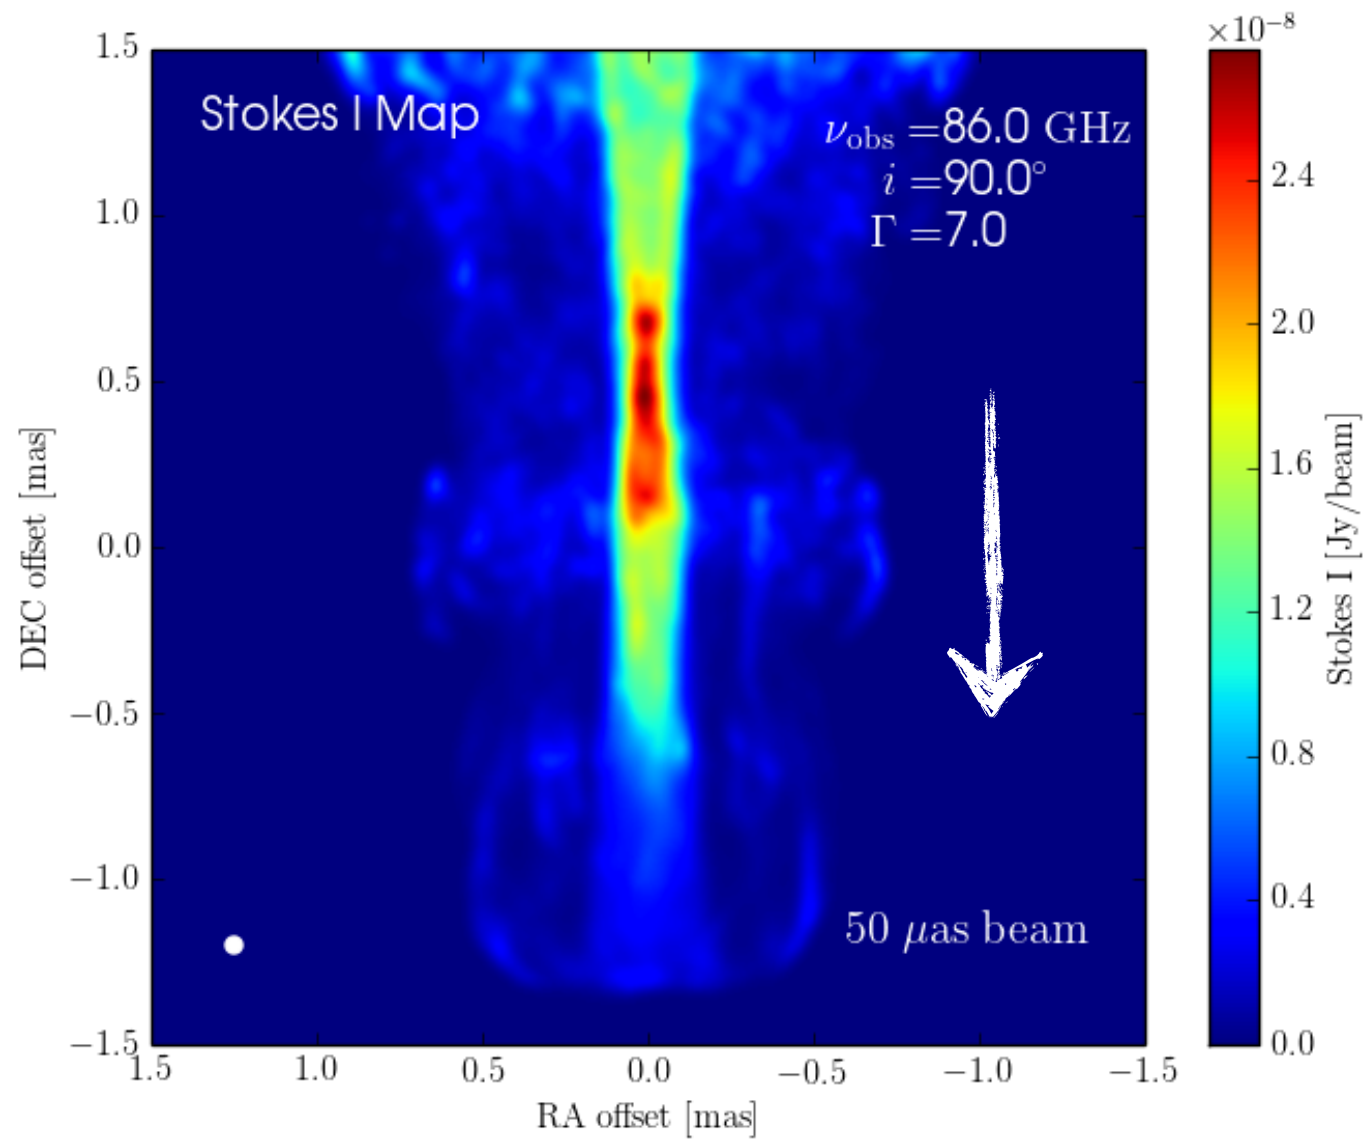 ×10⁻⁸
1.5
Stokes I Map
ν_obs =86.0 GHz
i =90.0°
Γ =7.0
2.4
1.0
2.0
0.5
1.6
DEC offset [mas]
Stokes I [Jy/beam]
0.0
1.2
−0.5
0.8
−1.0
0.4
50 μas beam
−1.5
0.0
1.5
1.0
0.5
0.0
−0.5
−1.0
−1.5
RA offset [mas]